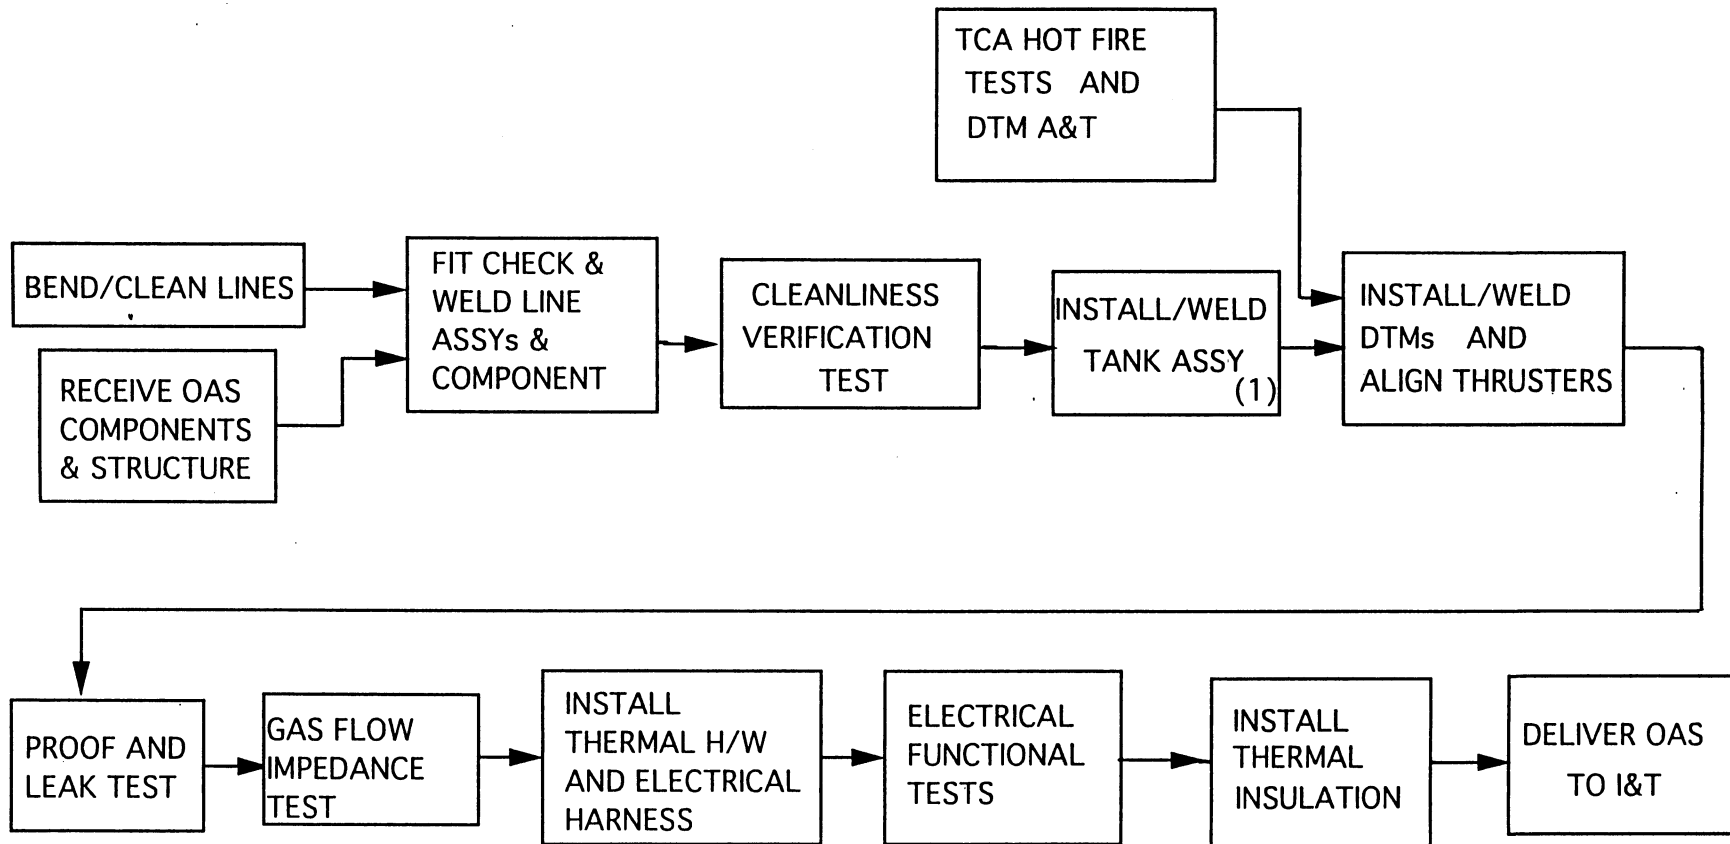 TCA HOT FIRE
TESTS AND
DTM A&T
BEND/CLEAN LINES
RECEIVE OAS
COMPONENTS
& STRUCTURE
FIT CHECK &
WELD LINE
ASSYs &
COMPONENT
CLEANLINESS
VERIFICATION
TEST
INSTALL/WELD
TANK ASSY
(1)
INSTALL/WELD
DTMs AND
ALIGN THRUSTERS
PROOF AND
LEAK TEST
GAS FLOW
IMPEDANCE
TEST
INSTALL
THERMAL H/W
AND ELECTRICAL
HARNESS
ELECTRICAL
FUNCTIONAL
TESTS
INSTALL
THERMAL
INSULATION
DELIVER OAS
TO I&T